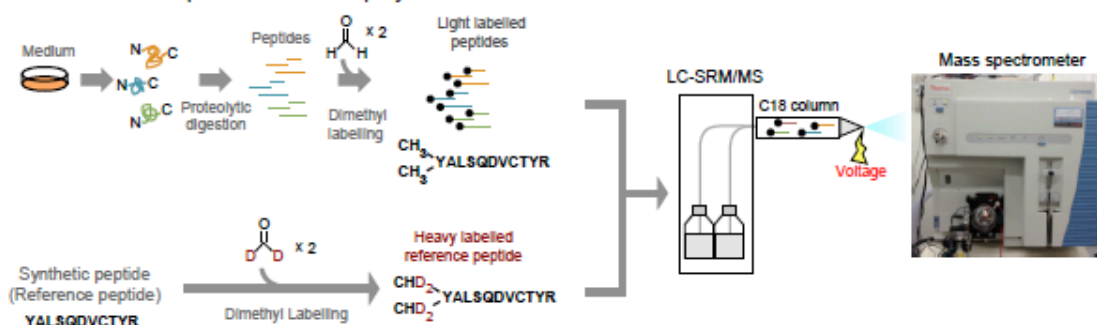 Medium
N
C
N
C
N
C
Proteolytic
digestion
Peptides
O
x 2
H
H
Dimethyl
labelling
Light labelled
peptides
CH3
CH3
YALSQDVCTYR
Synthetic peptide
(Reference peptide)
YALSQDVCTYR
O
D
D
x 2
Dimethyl Labelling
Heavy labelled
reference peptide
CHD2
CHD2
YALSQDVCTYR
LC-SRM/MS
C18 column
Voltage
Mass spectrometer